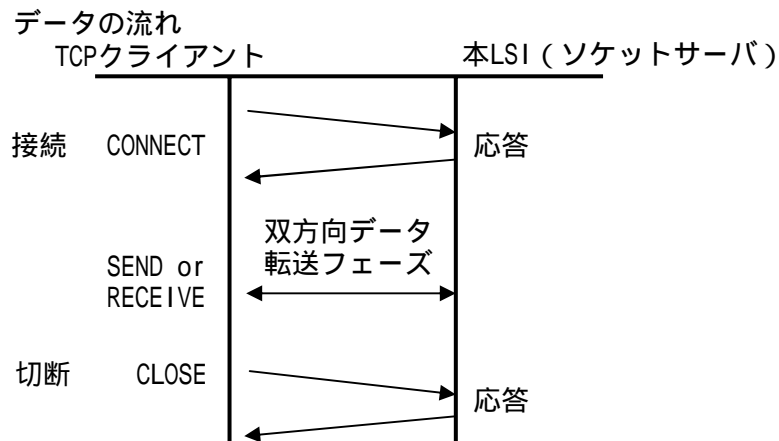 データの流れ
TCPクライアント 本LSI(ソケットサーバ)
接続 CONNECT 応答
双方向データ
転送フェーズ
SEND or
RECEIVE
切断 CLOSE 応答